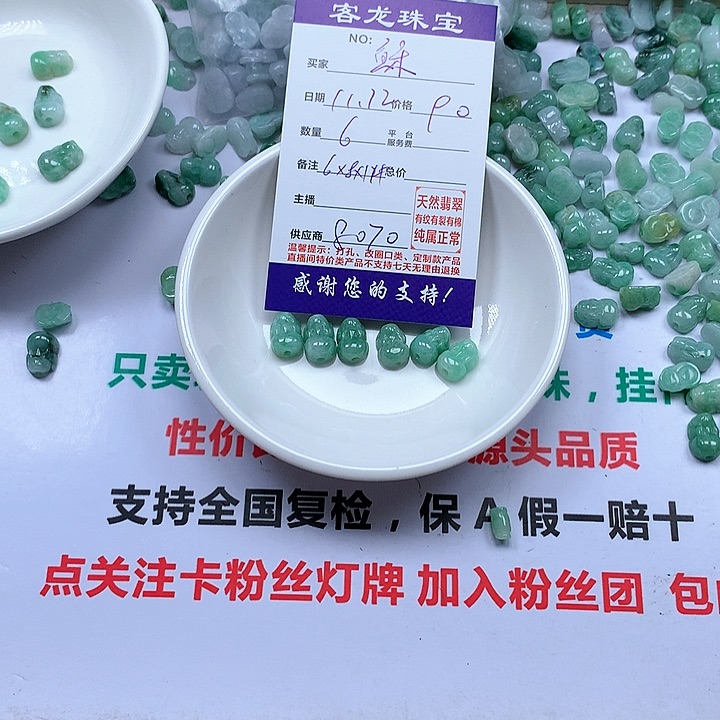 客龙珠宝
NO:
买家 稣
日期 11.12 价格 90
数量 6 平台服务费
备注 总价
主播
供应商 8070
天然翡翠
有纹有裂有棉
纯属正常
温馨提示：打孔、改圈口类、定制款产品
直播间特价类产品不支持七天无理由退换
感谢您的支持！
只卖
珠，挂
性价
源头品质
支持全国复检，保A 假一赔十
点关注卡粉丝灯牌 加入粉丝团 包